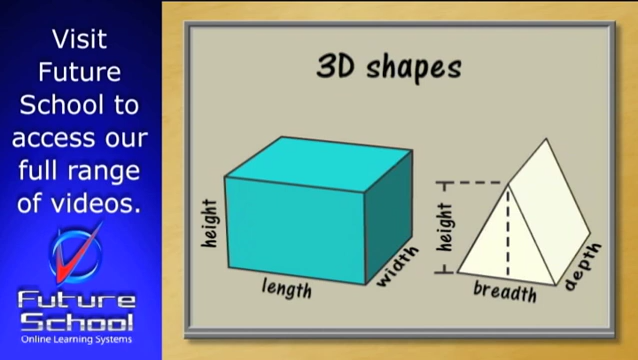 Visit
Future
School to
access our
full range
of videos.
Future
School
Online Learning Systems
3D shapes
height
length
width
height
breadth
depth